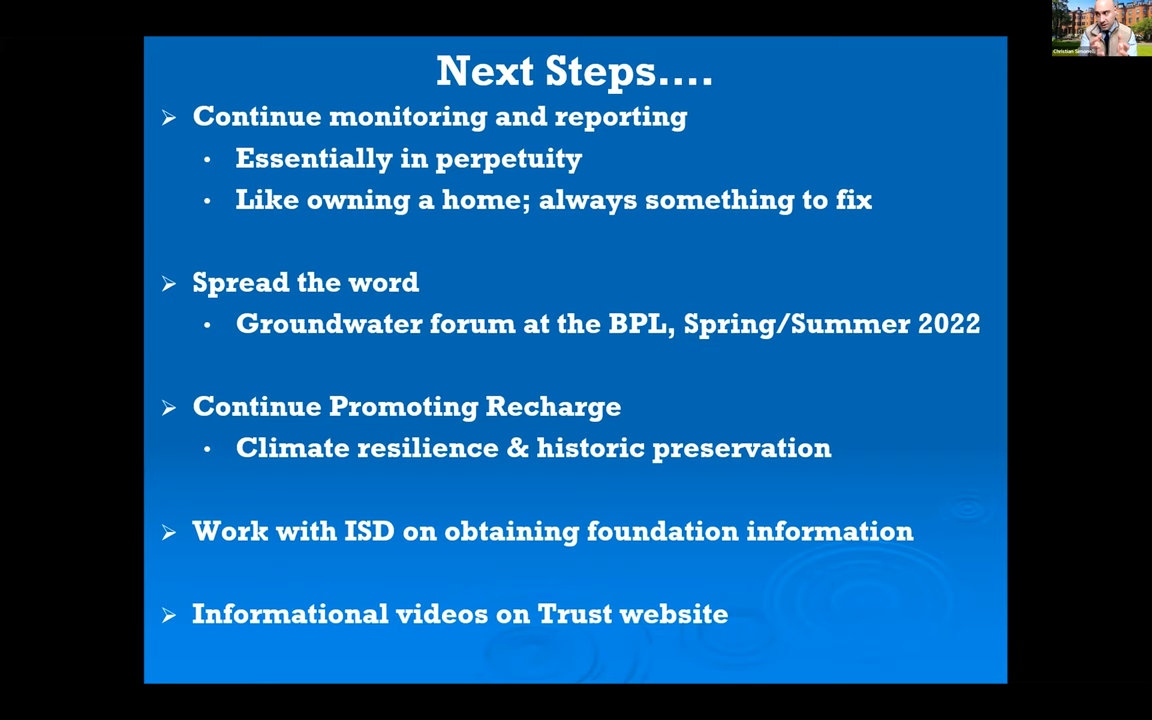 Next Steps....
Continue monitoring and reporting
Essentially in perpetuity
Like owning a home; always something to fix
Spread the word
Groundwater forum at the BPL, Spring/Summer 2022
Continue Promoting Recharge
Climate resilience & historic preservation
Work with ISD on obtaining foundation information
Informational videos on Trust website
Christian